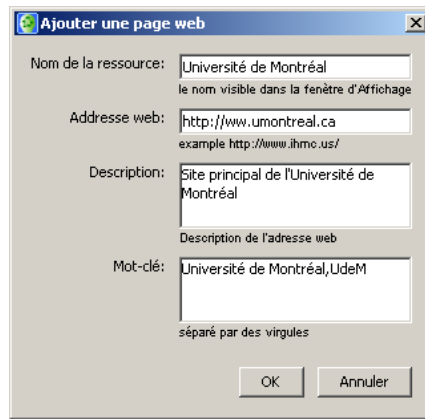 Ajouter une page web
Nom de la ressource: Université de Montréal
le nom visible dans la fenêtre d'Affichage
Addresse web: http://ww.umontreal.ca
example http://www.ihmc.us/
Description: Site principal de l'Université de
Montréal
Description de l'adresse web
Mot-clé: Université de Montréal,UdeM
séparé par des virgules
OK Annuler